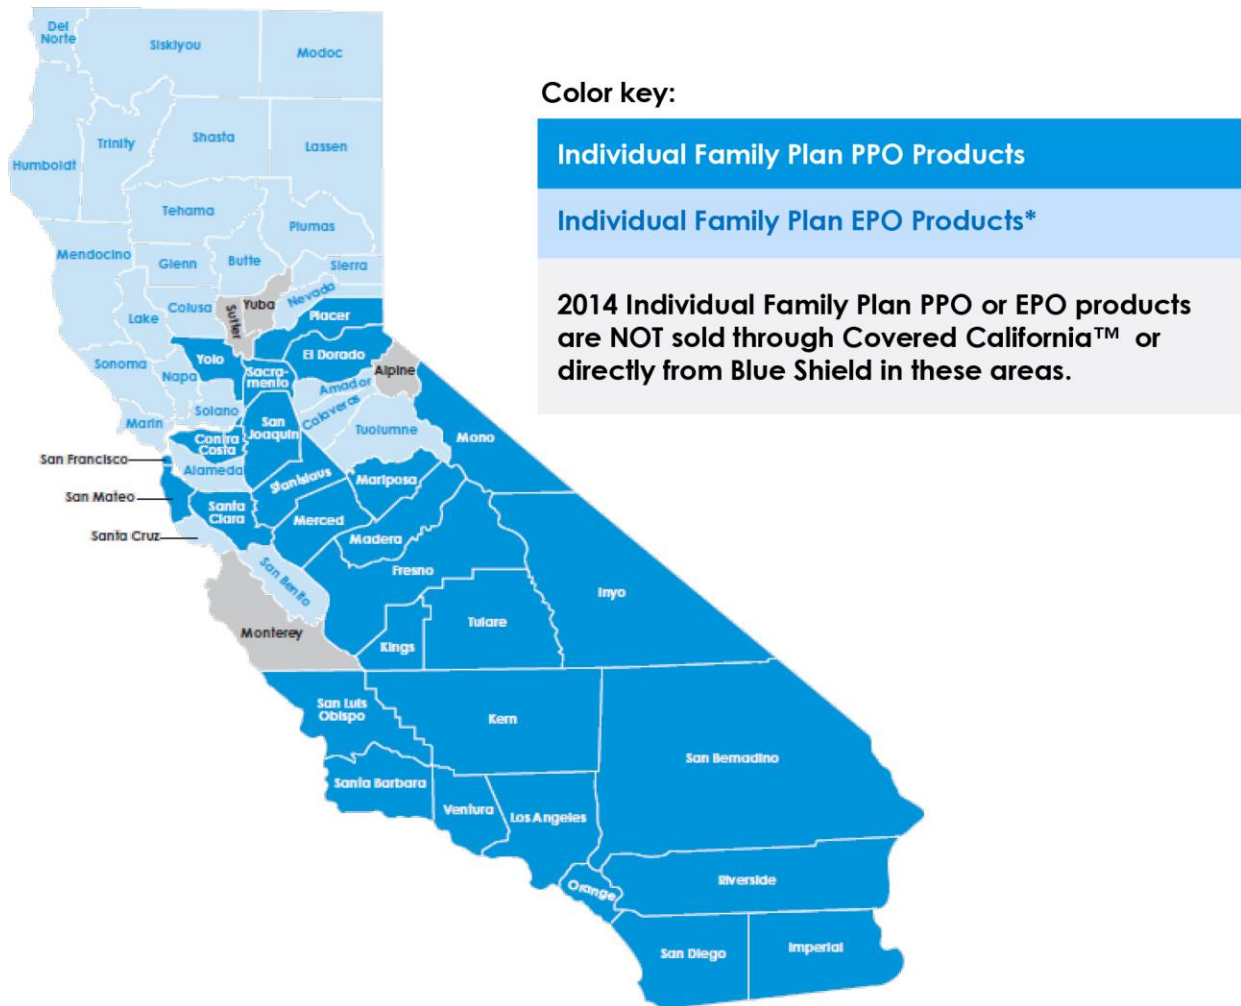 Del
Norte
Siskiyou
Modoc
Humboldt
Trinity
Shasta
Lassen
Tehama
Plumas
Mendocino
Glenn
Butte
Sierra
Lake
Colusa
Sutter
Yuba
Nevada
Placer
Sonoma
Napa
Yolo
El Dorado
Sacra-
mento
Alpine
Amador
Solano
Calaveras
Marin
San
Joaquin
Tuolumne
Mono
Contra
Costa
San Francisco
Alameda
Stanislaus
Mariposa
San Mateo
Santa
Clara
Merced
Santa Cruz
Madera
San Benito
Fresno
Inyo
Monterey
Kings
Tulare
San Luis
Obispo
Kern
San Bernadino
Santa Barbara
Ventura
Los Angeles
Orange
Riverside
San Diego
Imperial
Color key:
Individual Family Plan PPO Products
Individual Family Plan EPO Products*
2014 Individual Family Plan PPO or EPO products
are NOT sold through Covered California™ or
directly from Blue Shield in these areas.